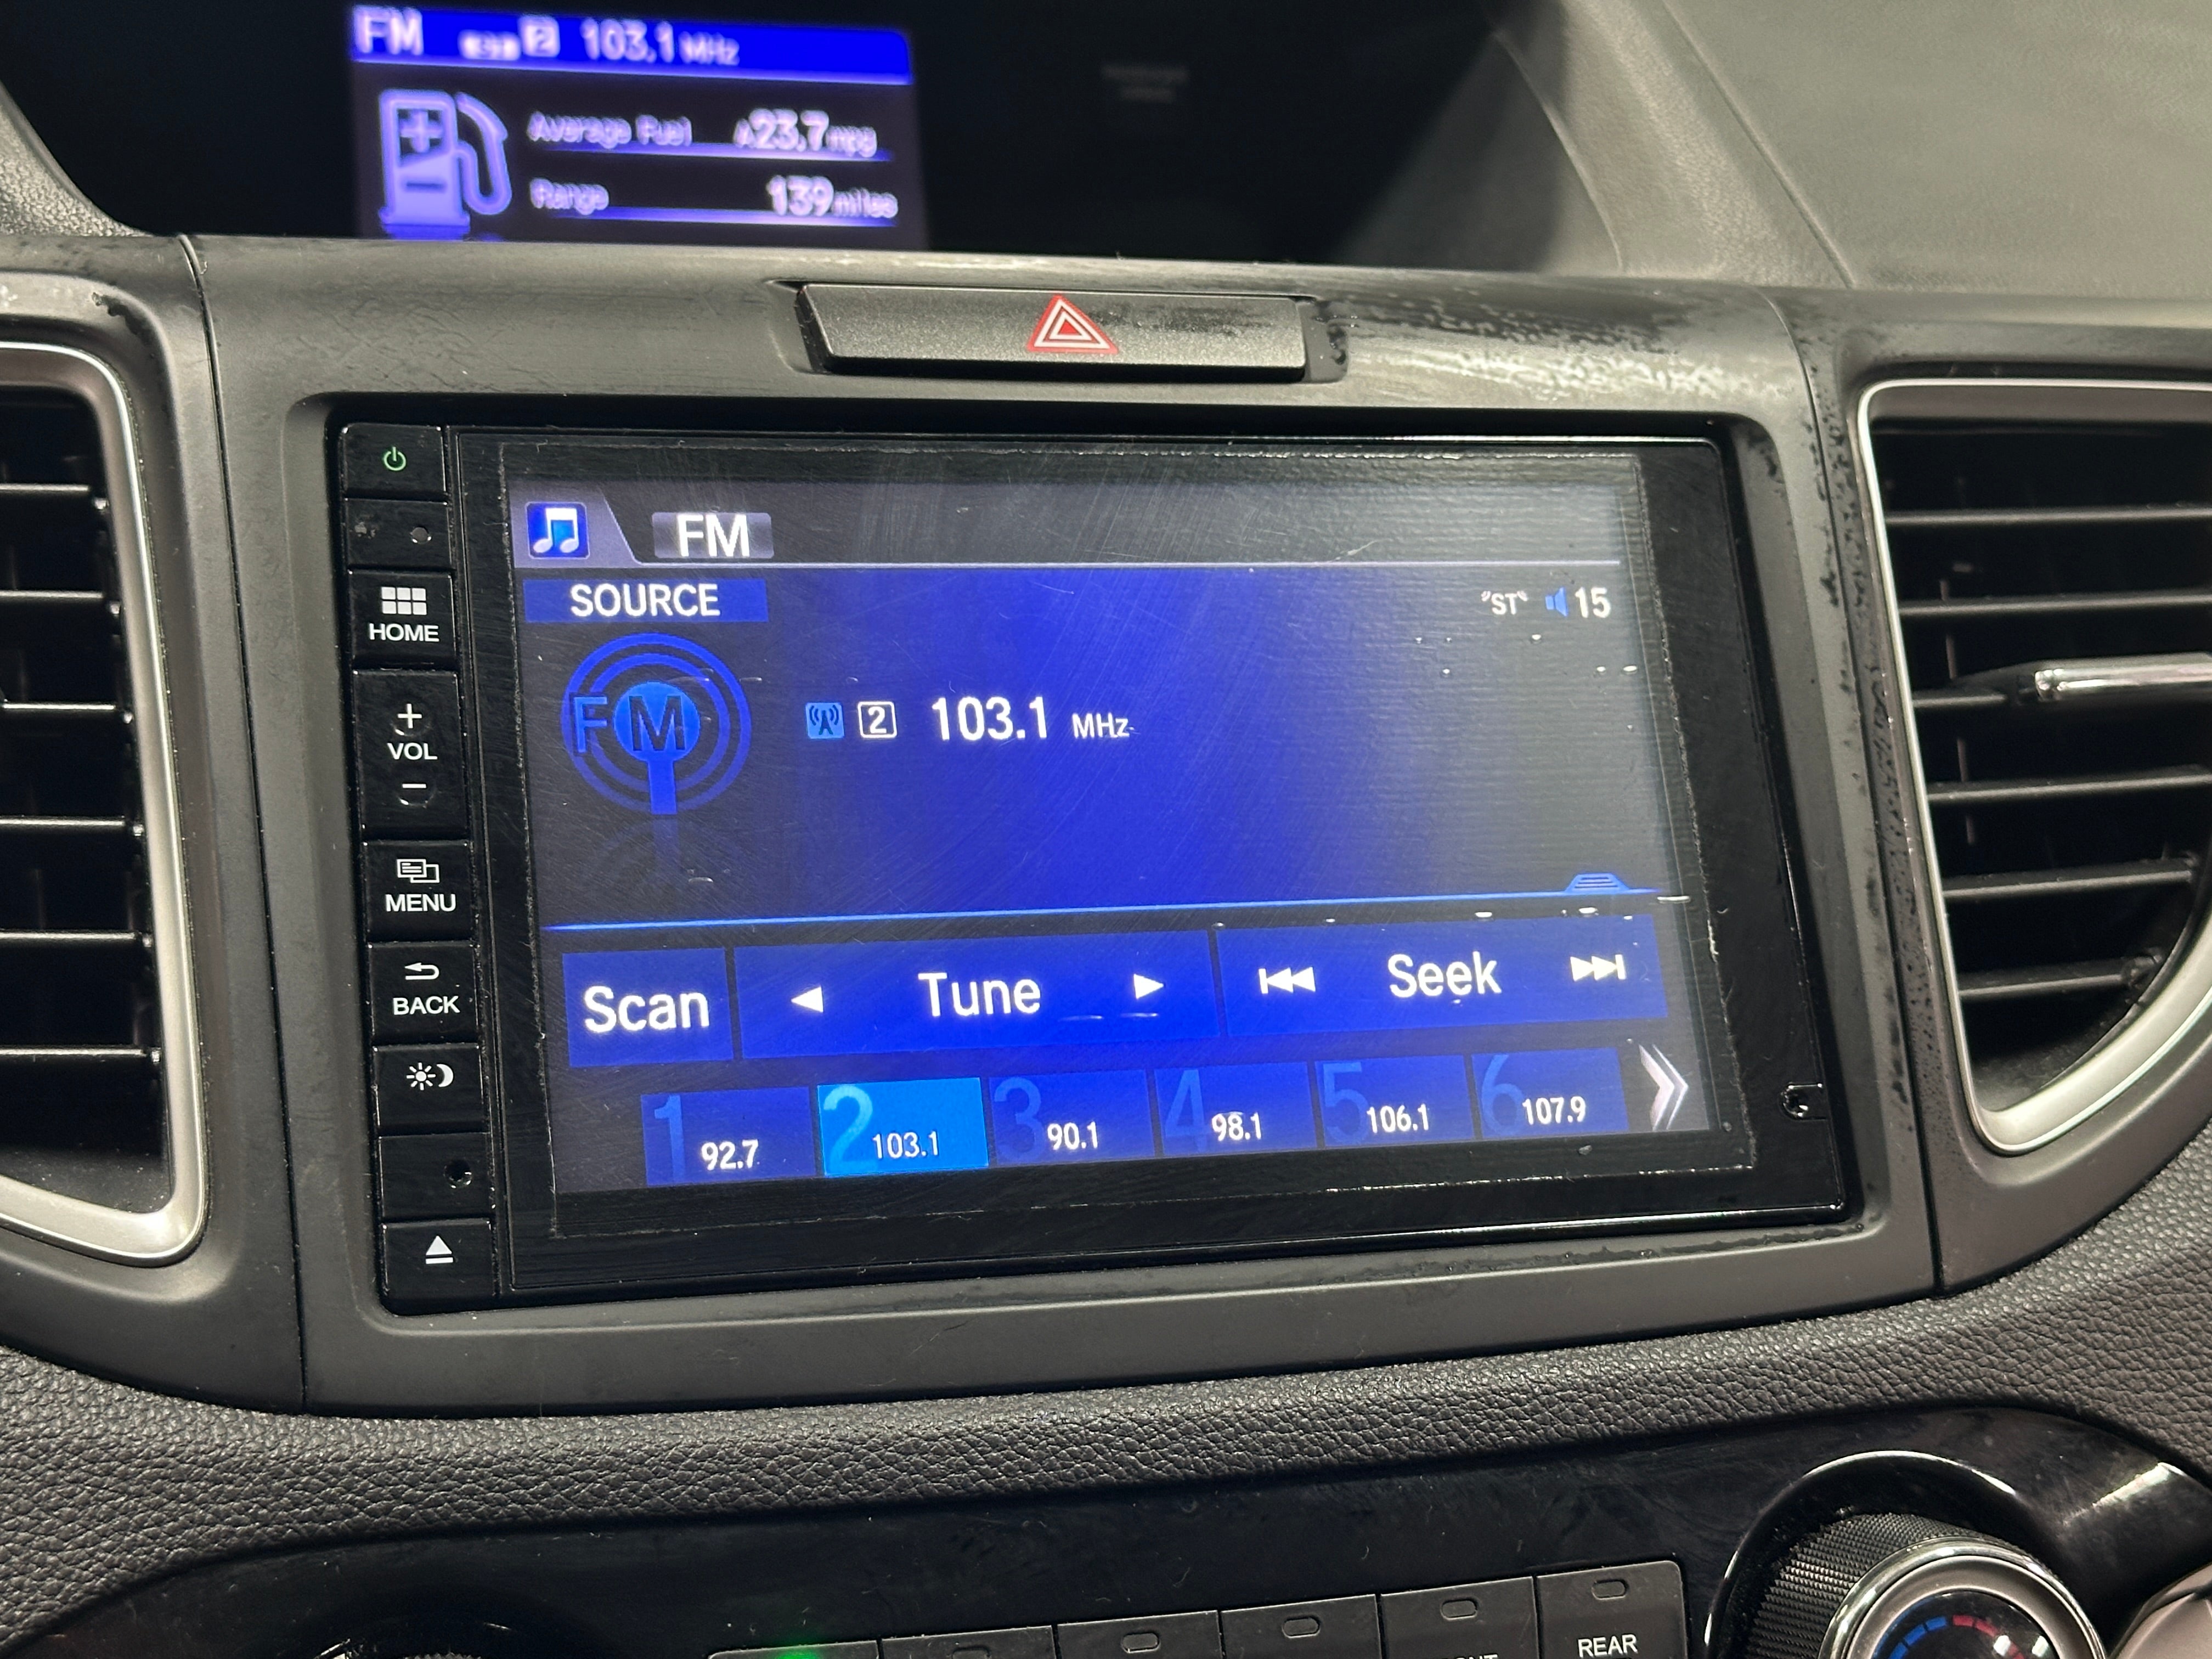 FM 2 103.1 MHz
Average Fuel A23.7 mpg
Range 139 miles
FM
HOME
SOURCE
"ST" 15
+
VOL
-
FM
2 103.1 MHz
MENU
BACK
Scan Tune Seek
1 92.7
2 103.1
3 90.1
4 98.1
5 106.1
6 107.9
REAR